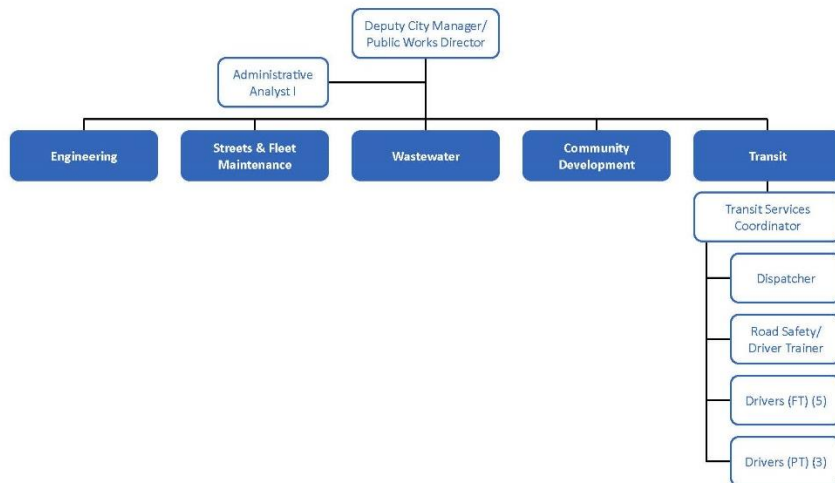 Deputy City Manager/
Public Works Director
Administrative
Analyst I
Engineering
Streets & Fleet
Maintenance
Wastewater
Community
Development
Transit
Transit Services
Coordinator
Dispatcher
Road Safety/
Driver Trainer
Drivers (FT) (5)
Drivers (PT) (3)